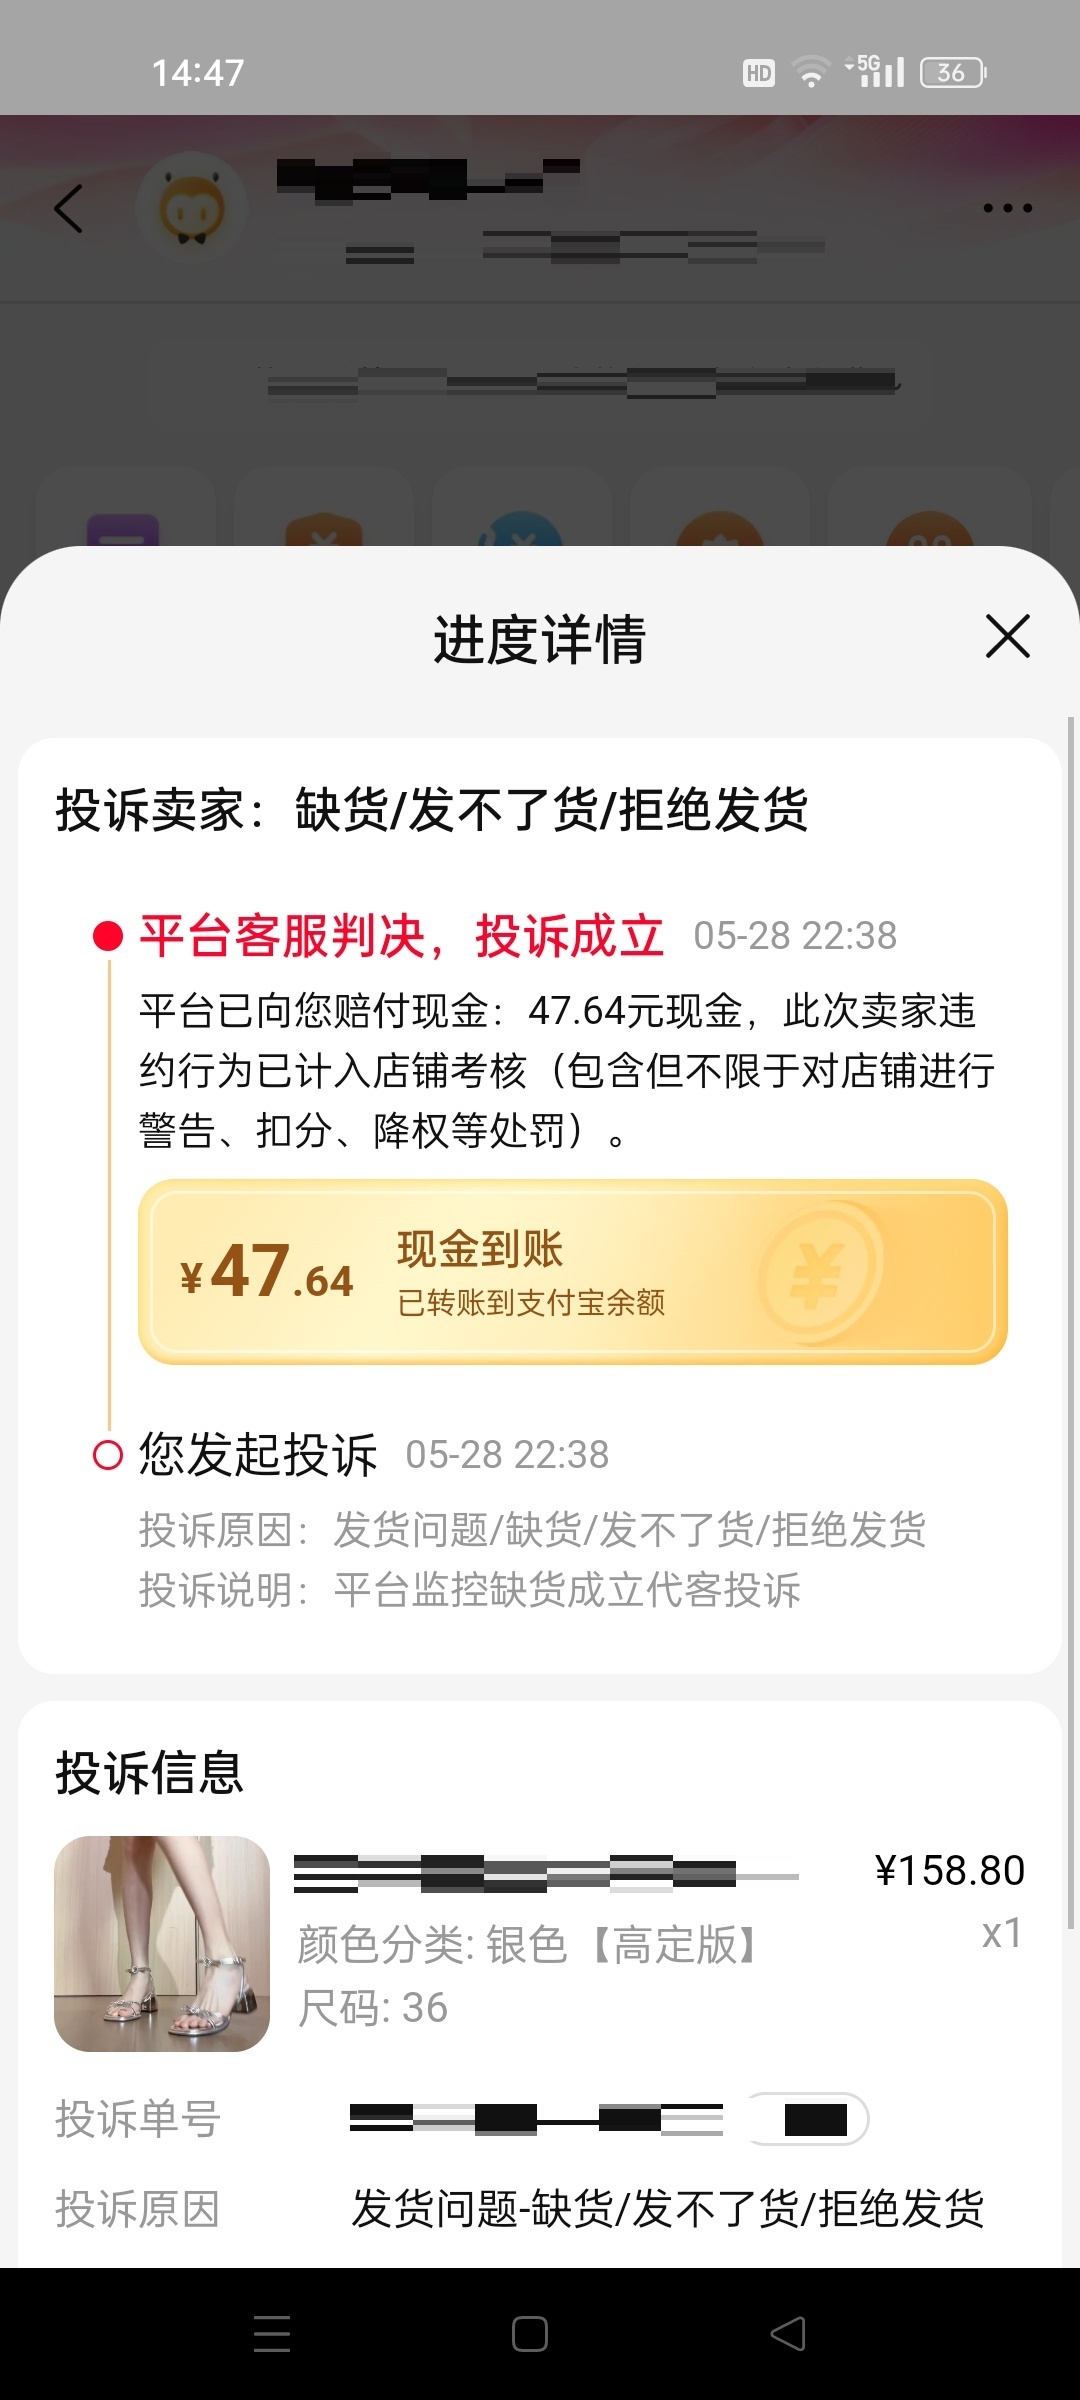 14:47
HD
5G
36
进度详情
投诉卖家：缺货/发不了货/拒绝发货
平台客服判决，投诉成立 05-28 22:38
平台已向您赔付现金：47.64元现金，此次卖家违
约行为已计入店铺考核（包含但不限于对店铺进行
警告、扣分、降权等处罚）。
¥47.64 现金到账
已转账到支付宝余额
您发起投诉 05-28 22:38
投诉原因：发货问题/缺货/发不了货/拒绝发货
投诉说明：平台监控缺货成立代客投诉
投诉信息
¥158.80
颜色分类: 银色【高定版】
x1
尺码: 36
投诉单号
投诉原因 发货问题-缺货/发不了货/拒绝发货